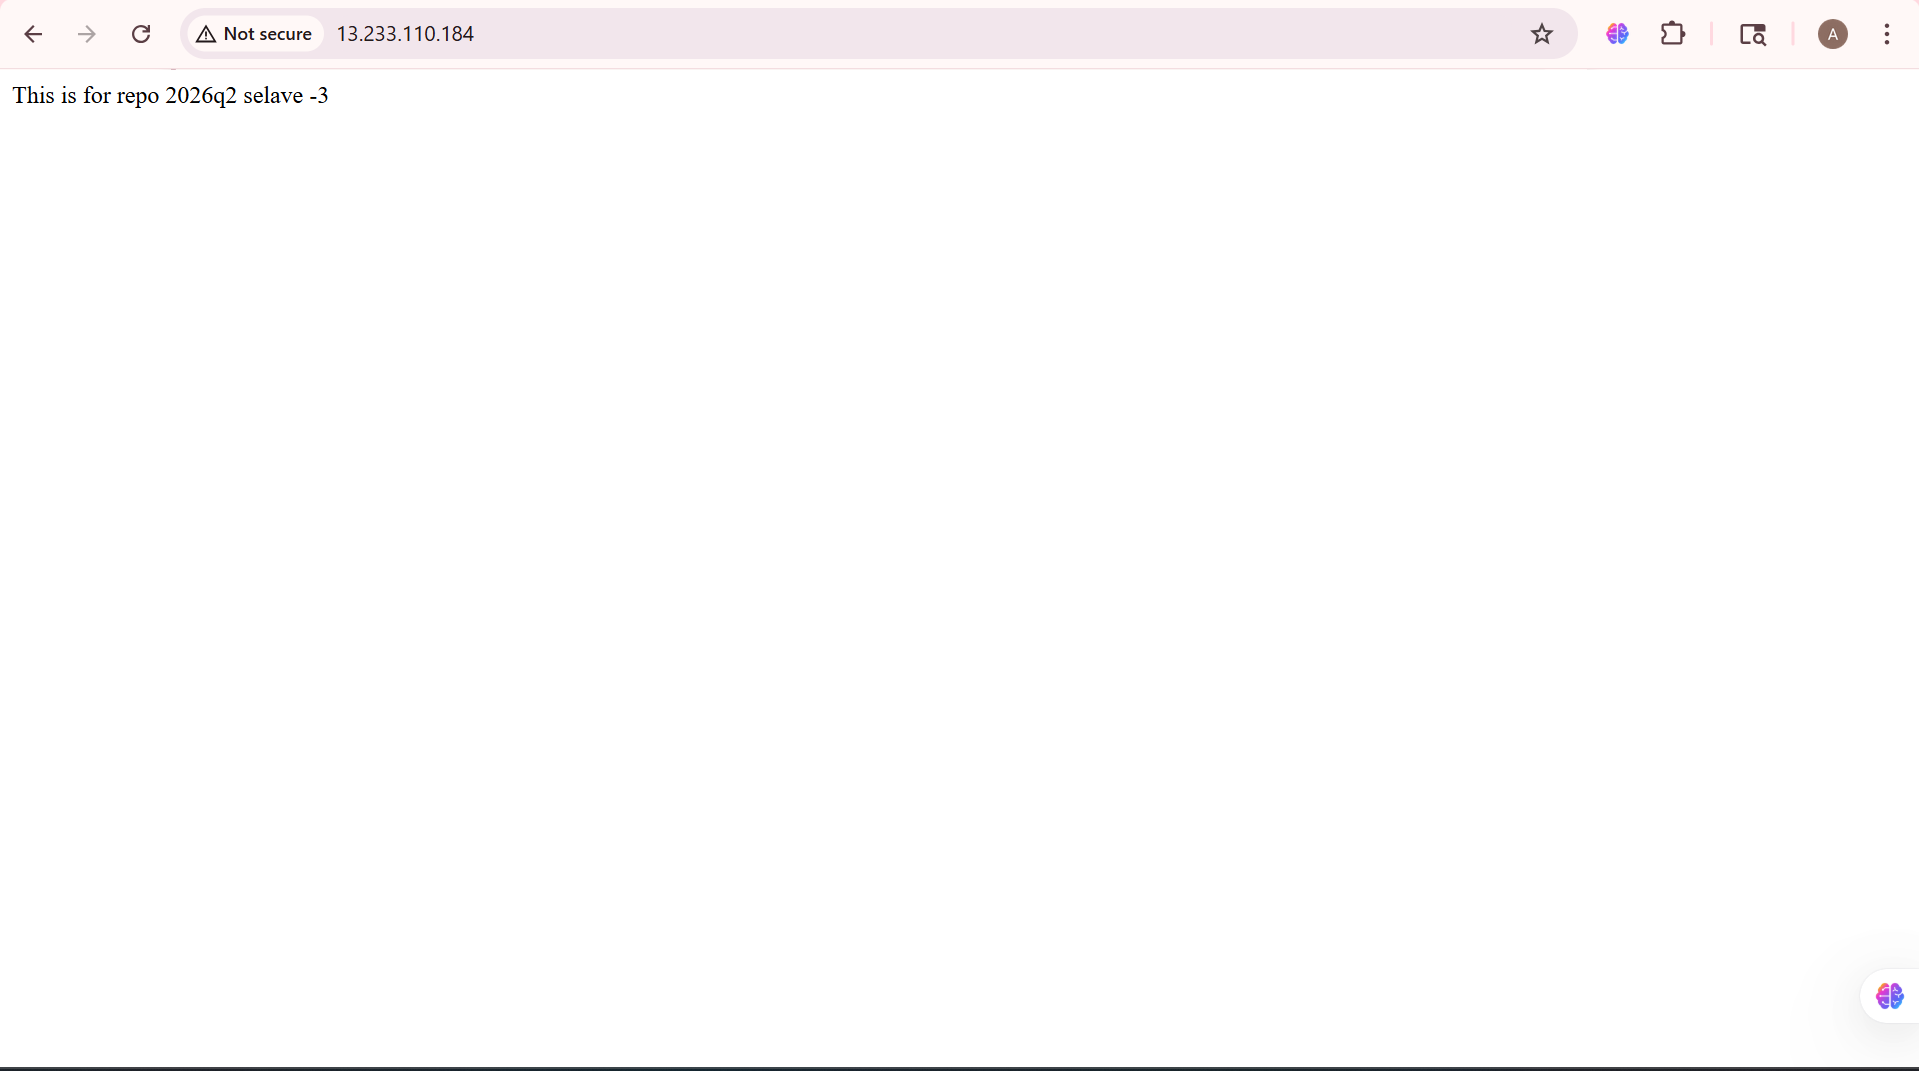 Not secure
13.233.110.184
A
This is for repo 2026q2 selave -3